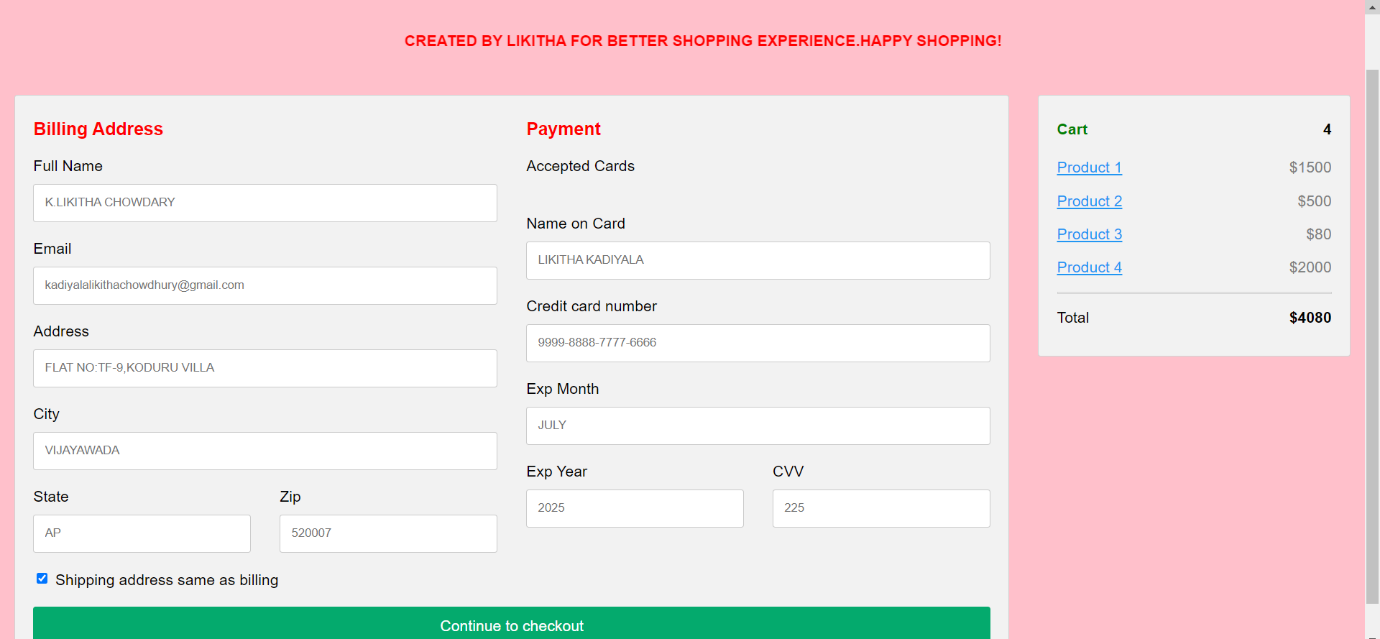 CREATED BY LIKITHA FOR BETTER SHOPPING EXPERIENCE.HAPPY SHOPPING!
Billing Address
Full Name
K.LIKITHA CHOWDARY
Email
kadiyalalikithachowdhury@gmail.com
Address
FLAT NO:TF-9,KODURU VILLA
City
VIJAYAWADA
State
Zip
AP
520007
Shipping address same as billing
Payment
Accepted Cards
Name on Card
LIKITHA KADIYALA
Credit card number
9999-8888-7777-6666
Exp Month
JULY
Exp Year
CVV
2025
225
Continue to checkout
Cart 4
Product 1 $1500
Product 2 $500
Product 3 $80
Product 4 $2000
Total $4080